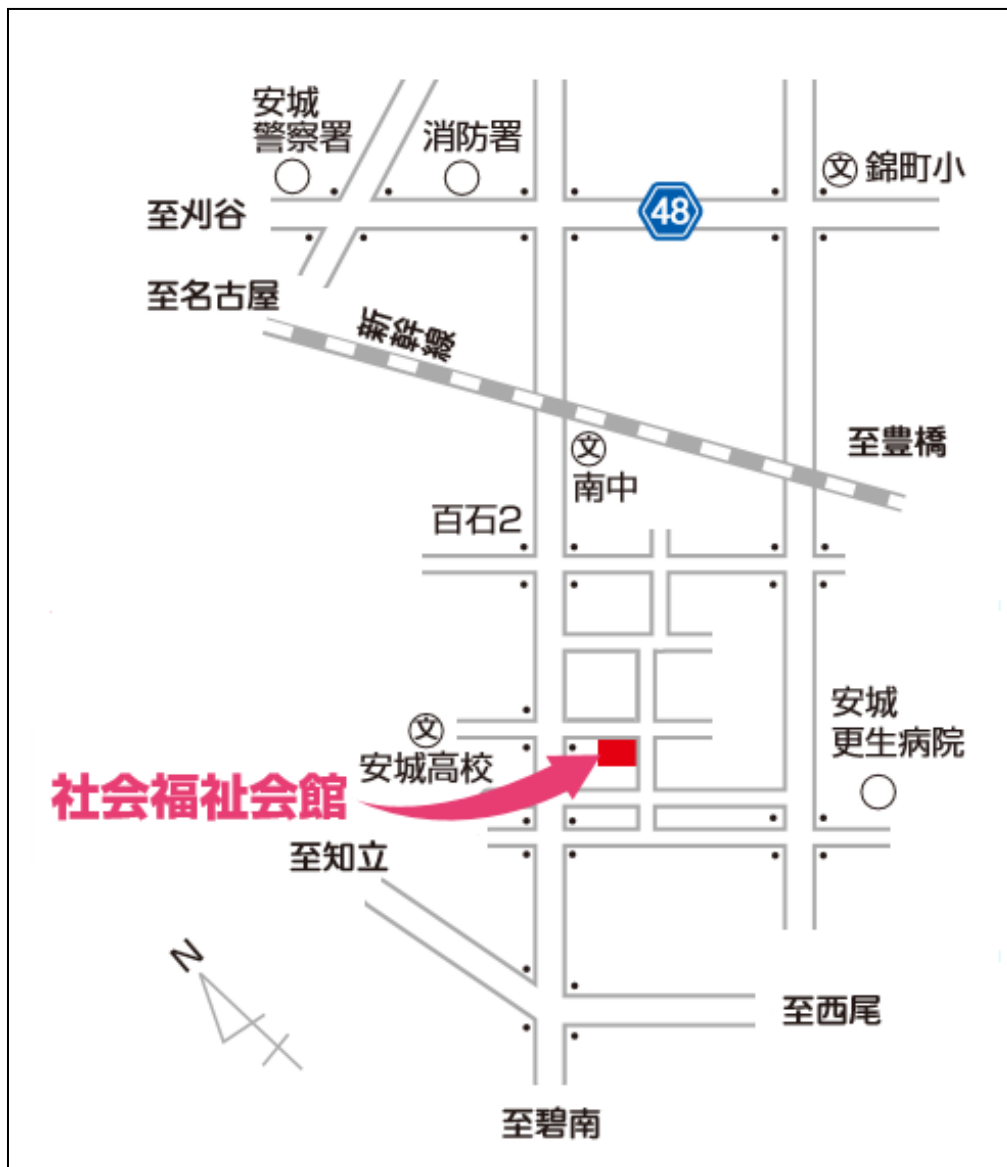 安城
警察署
消防署
文
錦町小
48
至刈谷
至名古屋
新幹線
文
南中
至豊橋
百石2
文
安城高校
安城
更生病院
社会福祉会館
至知立
N
至西尾
至碧南